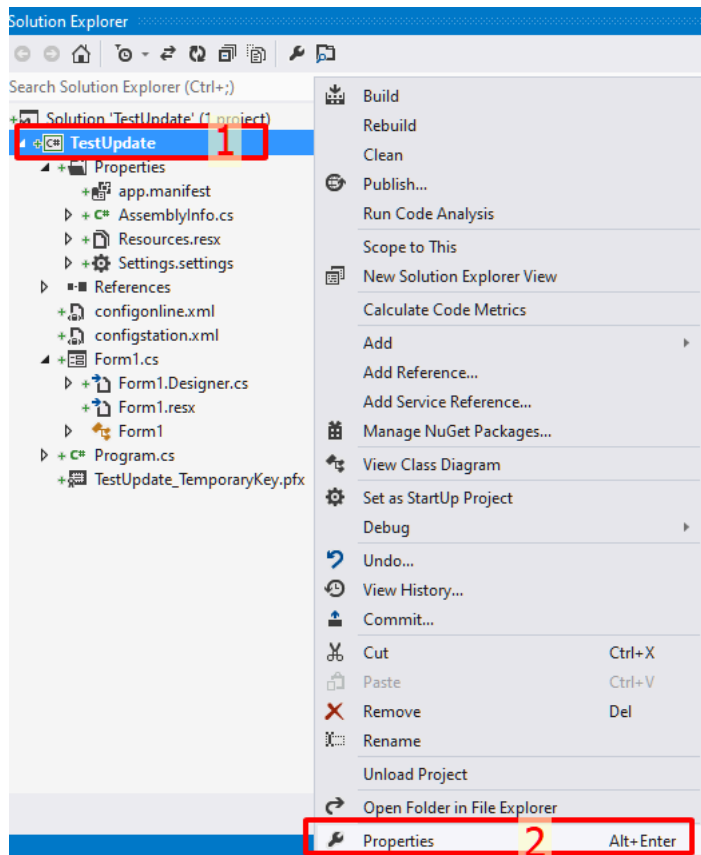 Solution Explorer
Search Solution Explorer (Ctrl+;)
Solution 'TestUpdate' (1 project)
C# TestUpdate
1
Properties
app.manifest
C# AssemblyInfo.cs
Resources.resx
Settings.settings
References
configonline.xml
configstation.xml
Form1.cs
Form1.Designer.cs
Form1.resx
Form1
C# Program.cs
TestUpdate_TemporaryKey.pfx
Build
Rebuild
Clean
Publish...
Run Code Analysis
Scope to This
New Solution Explorer View
Calculate Code Metrics
Add
Add Reference...
Add Service Reference...
Manage NuGet Packages...
View Class Diagram
Set as StartUp Project
Debug
Undo...
View History...
Commit...
Cut Ctrl+X
Paste Ctrl+V
Remove Del
Rename
Unload Project
Open Folder in File Explorer
Properties 2 Alt+Enter